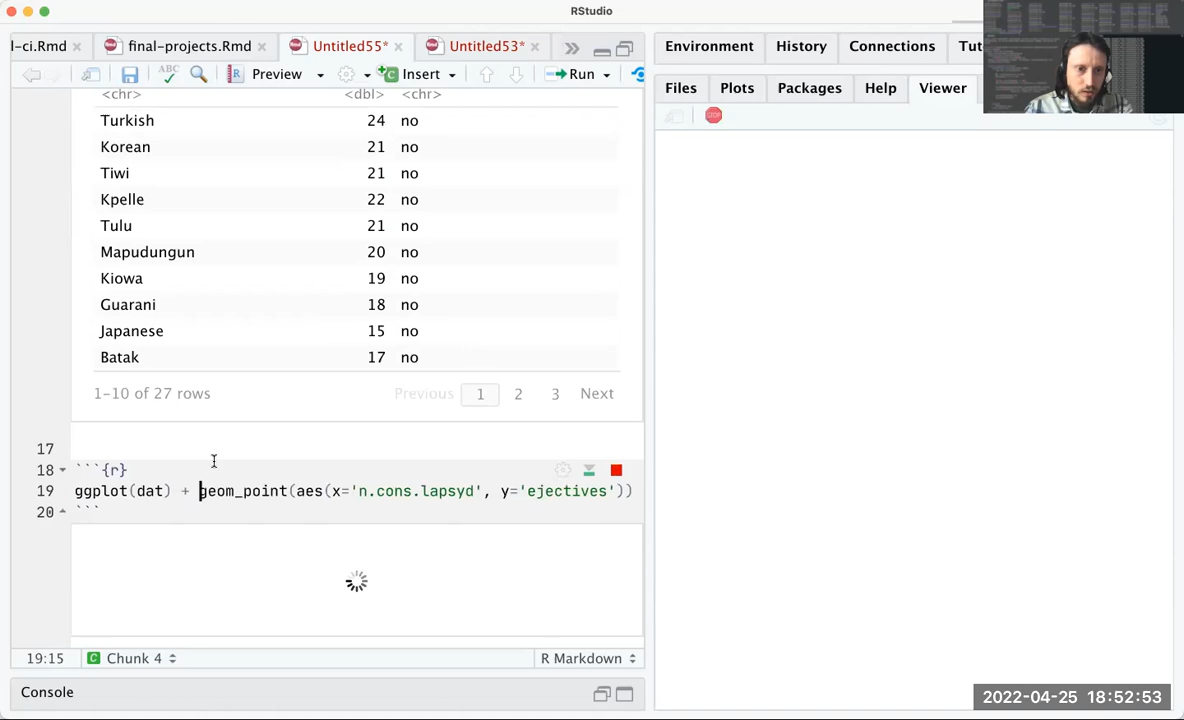 RStudio
l-ci.Rmd
final-projects.Rmd
Untitled55*
Untitled53*
Environment
History
Connections
Tut
ABC
Preview
Insert
Run
Files
Plots
Packages
Help
Viewer
STOP
<chr> <dbl> <chr>
Turkish 24 no
Korean 21 no
Tiwi 21 no
Kpelle 22 no
Tulu 21 no
Mapudungun 20 no
Kiowa 19 no
Guarani 18 no
Japanese 15 no
Batak 17 no
1-10 of 27 rows
Previous 1 2 3 Next
17
18 ```{r}
19 ggplot(dat) + geom_point(aes(x='n.cons.lapsyd', y='ejectives'))
20 ```
19:15 Chunk 4 R Markdown
Console
2022-04-25 18:52:53